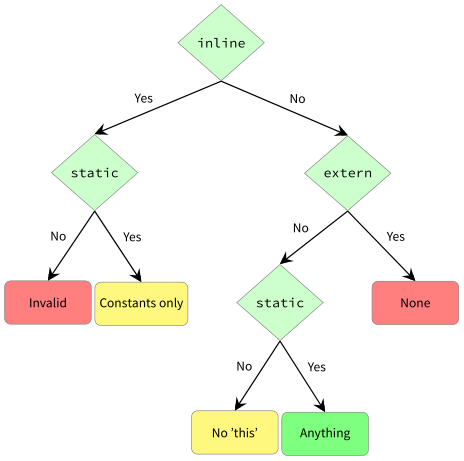 inline
Yes
No
static
extern
No
Yes
No
Yes
Invalid
Constants only
static
None
No
Yes
No 'this'
Anything